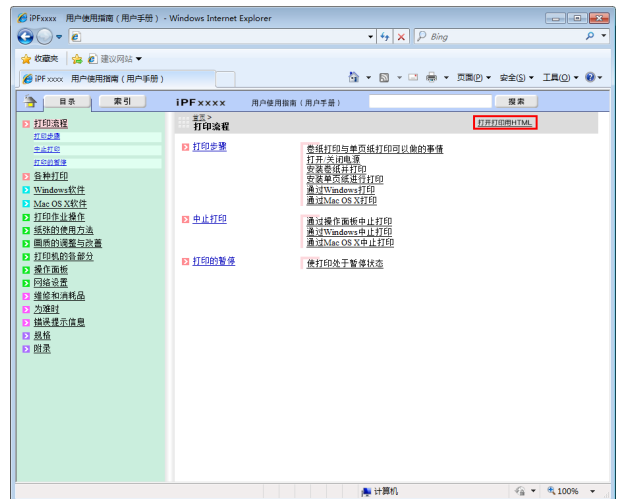 iPFxxxx 用户使用指南(用户手册) - Windows Internet Explorer
Bing
收藏夹 建议网站
iPF xxxx 用户使用指南(用户手册)
页面(P) 安全(S) 工具(O)
目录 索引 iPFxxxx 用户使用指南(用户手册) 搜索
打印流程
打印步骤
中止打印
打印的暂停
各种打印
Windows软件
Mac OS X软件
打印作业操作
纸张的使用方法
画质的调整与改善
打印机的各部分
操作面板
网络设置
维修和消耗品
为难时
错误提示信息
规格
附录
主页 >
打印流程
打开打印用HTML
打印步骤
卷纸打印与单页纸打印可以做的事情
打开/关闭电源
安装卷纸并打印
安装单页纸进行打印
通过Windows打印
通过Mac OS X打印
中止打印
通过操作面板中止打印
通过Windows中止打印
通过Mac OS X中止打印
打印的暂停
使打印处于暂停状态
计算机
100%